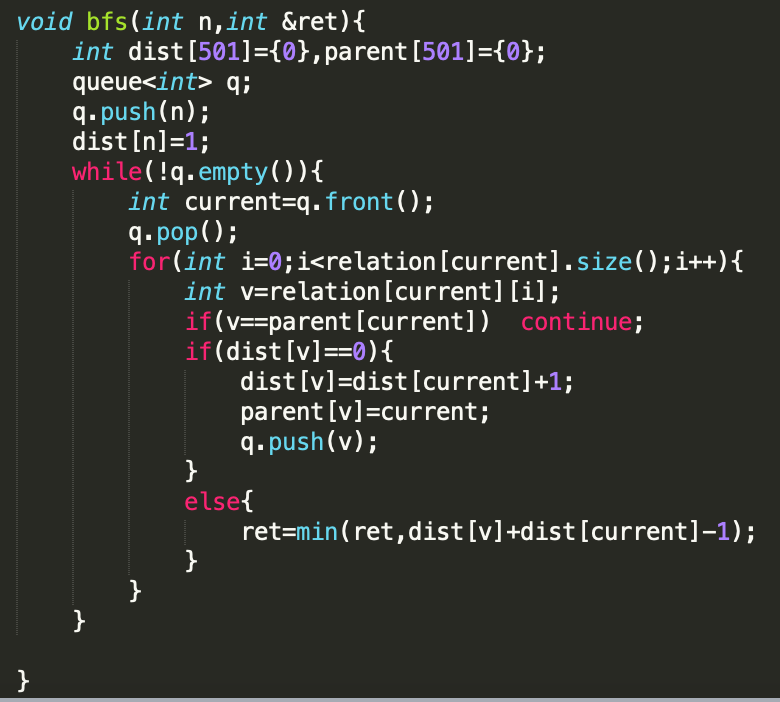 void bfs(int n,int &ret){
    int dist[501]={0},parent[501]={0};
    queue<int> q;
    q.push(n);
    dist[n]=1;
    while(!q.empty()){
        int current=q.front();
        q.pop();
        for(int i=0;i<relation[current].size();i++){
            int v=relation[current][i];
            if(v==parent[current])  continue;
            if(dist[v]==0){
                dist[v]=dist[current]+1;
                parent[v]=current;
                q.push(v);
            }
            else{
                ret=min(ret,dist[v]+dist[current]-1);
            }
        }
    }

}